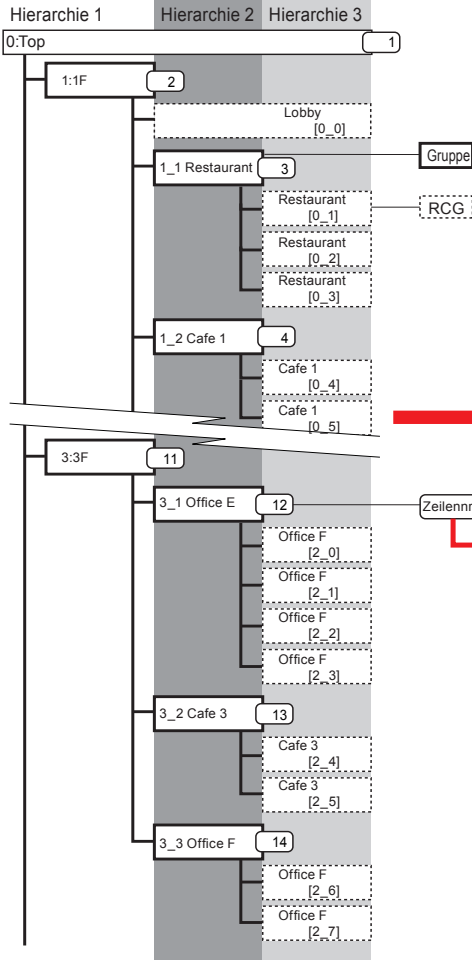 Hierarchie 1 Hierarchie 2 Hierarchie 3
0:Top 1
1:1F 2
Lobby
[0_0]
1_1 Restaurant 3
Gruppe
Restaurant
[0_1]
RCG
Restaurant
[0_2]
Restaurant
[0_3]
1_2 Cafe 1 4
Cafe 1
[0_4]
Cafe 1
[0_5]
3:3F 11
3_1 Office E 12
Zeilennr
Office F
[2_0]
Office F
[2_1]
Office F
[2_2]
Office F
[2_3]
3_2 Cafe 3 13
Cafe 3
[2_4]
Cafe 3
[2_5]
3_3 Office F 14
Office F
[2_6]
Office F
[2_7]